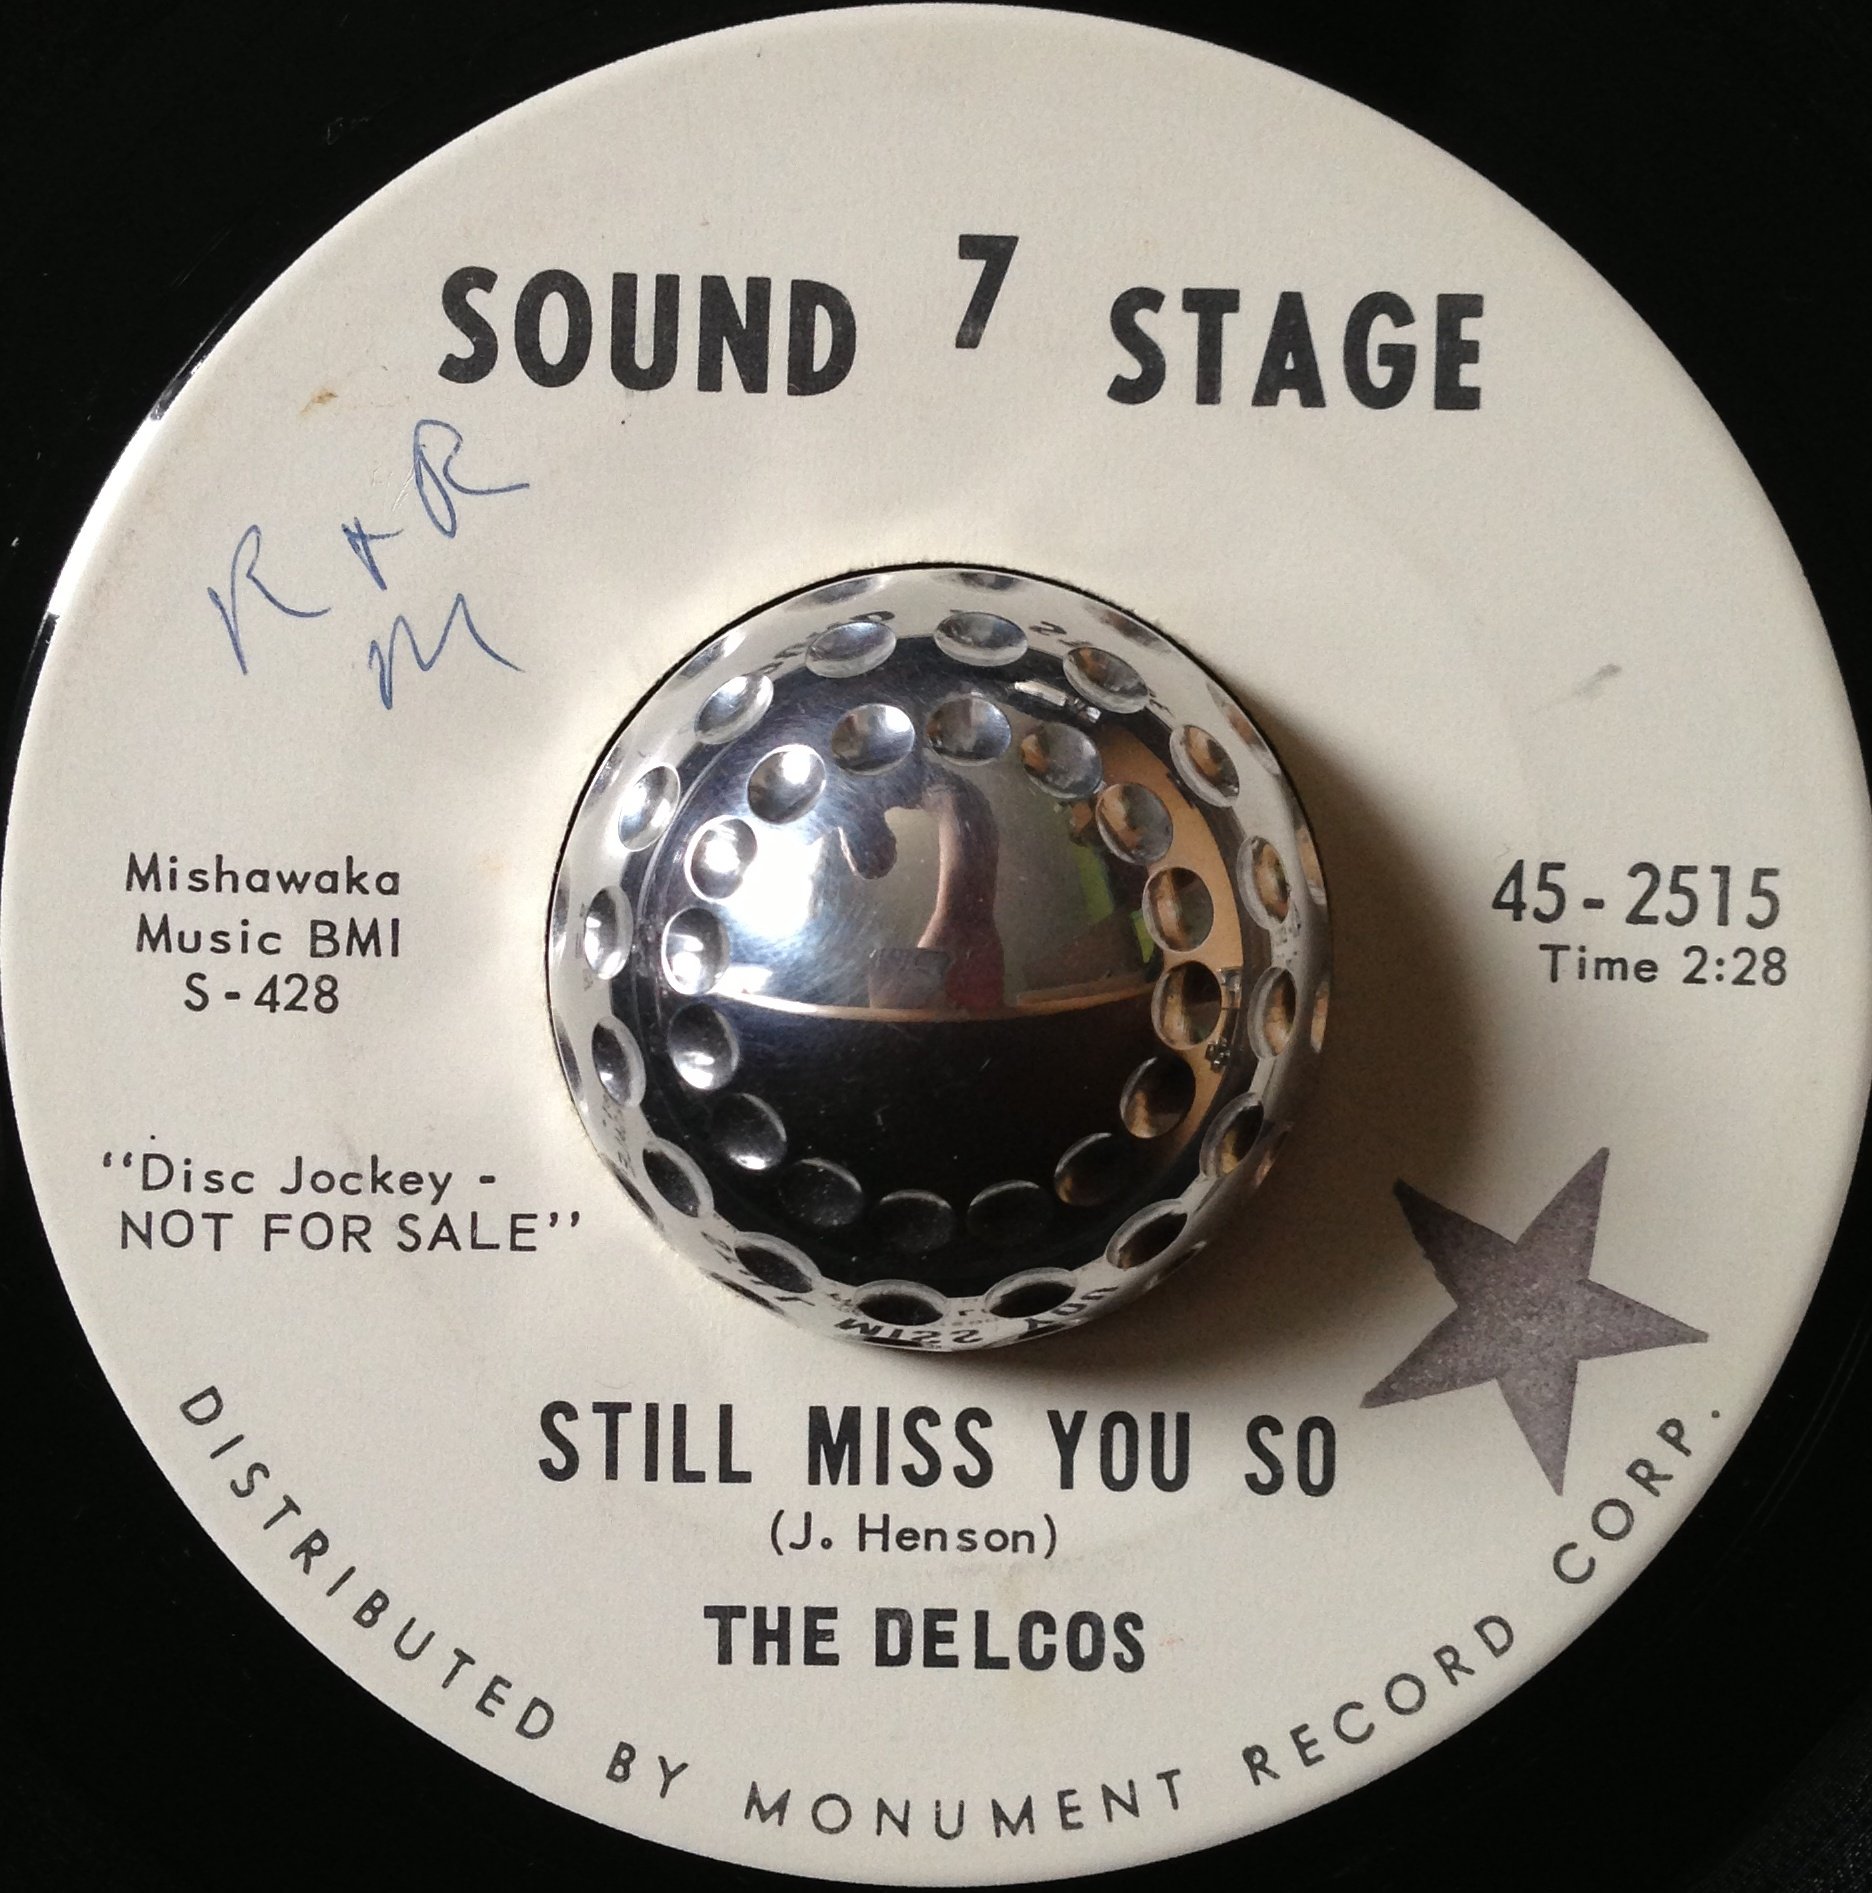 SOUND 7 STAGE
R + R
M
Mishawaka
Music BMI
S-428
45-2515
Time 2:28
"Disc Jockey -
NOT FOR SALE"
STILL MISS YOU SO
(J. Henson)
THE DELCOS
DISTRIBUTED BY MONUMENT RECORD CORP.